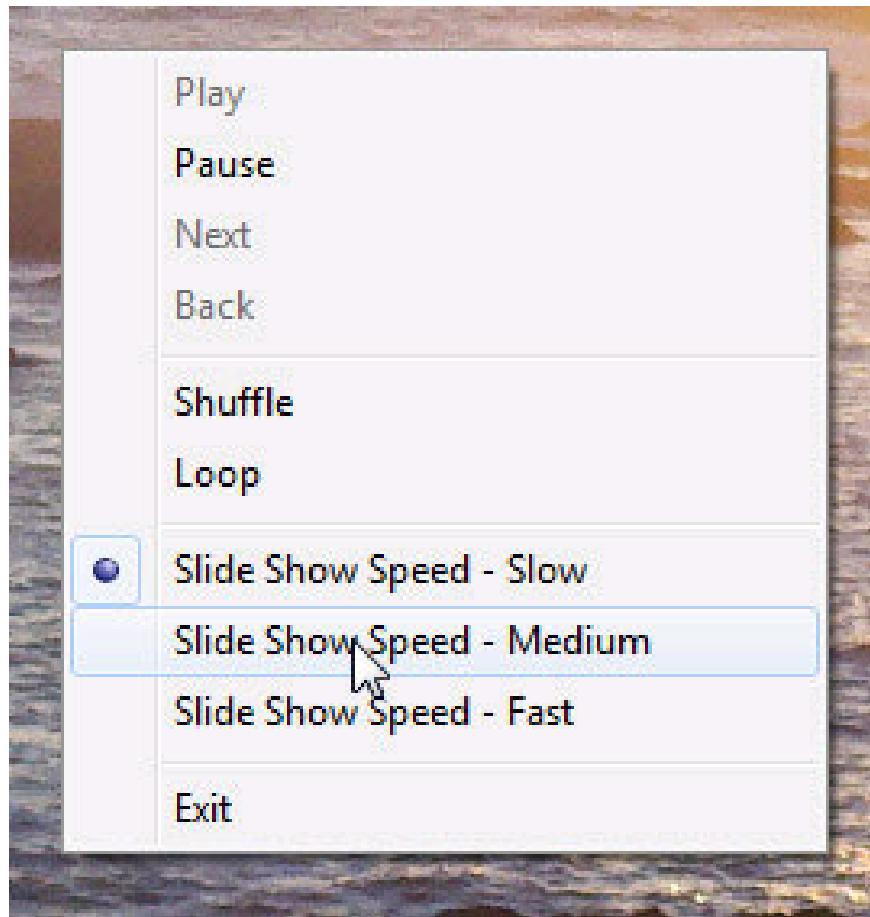 Play
Pause
Next
Back
Shuffle
Loop
Slide Show Speed - Slow
Slide Show Speed - Medium
Slide Show Speed - Fast
Exit